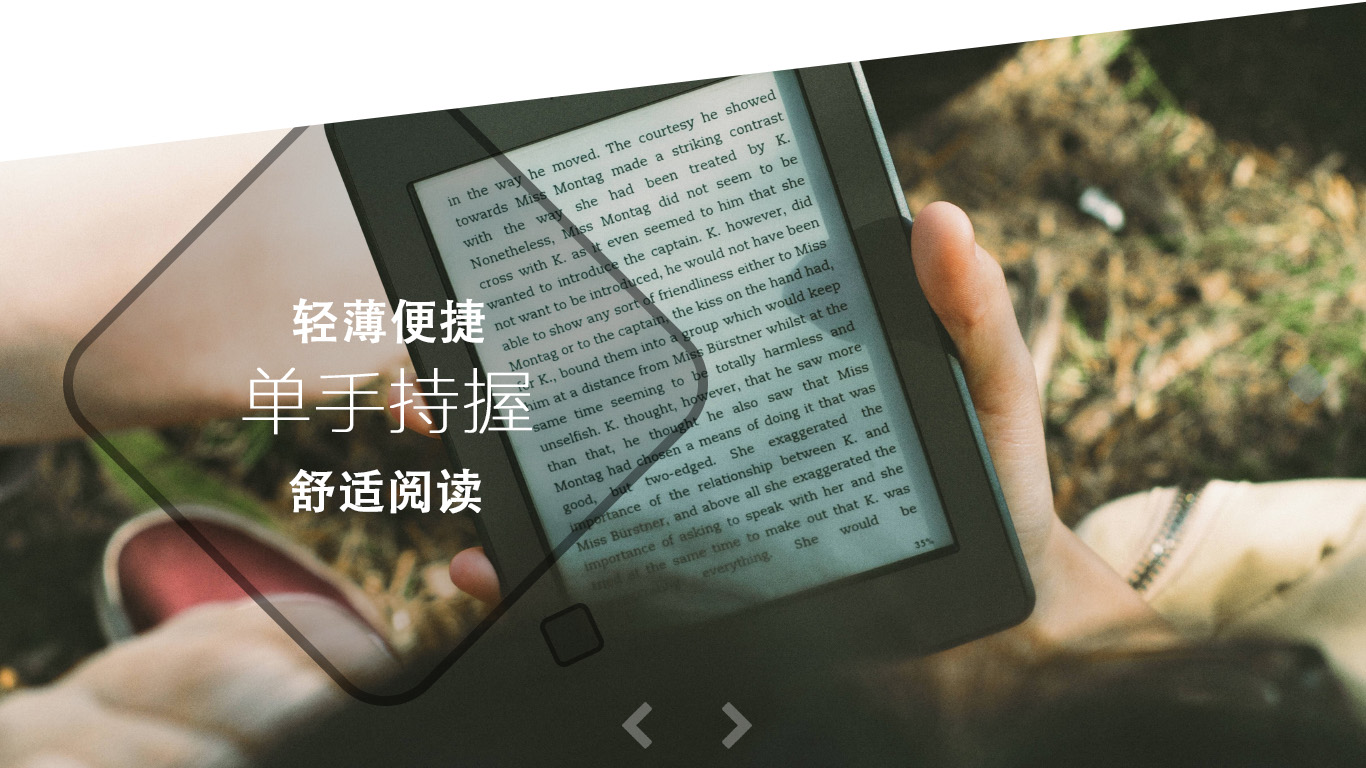 in the way he moved. The courtesy he showed
towards Miss Montag made a striking contrast
with the way she had been treated by K.
Nonetheless, Miss Montag did not seem to be
cross with K. as it even seemed to him that she
wanted to introduce the captain. K. however, did
not want to be introduced, he would not have been
able to show any sort of friendliness either to Miss
Montag or to the captain, the kiss on the hand had,
for K., bound them into a group which would keep
him at a distance from Miss Bürstner whilst at the
same time seeming to be totally harmless and
unselfish. K. thought, however, that he saw more
than that, he thought he also saw that Miss
Montag had chosen a means of doing it that was
good, but two-edged. She exaggerated the
importance of the relationship between K. and
Miss Bürstner, and above all she exaggerated the
importance of asking to speak with her and she
tried at the same time to make out that K. was
everything. She would be
35%
轻薄便捷
单手持握
舒适阅读